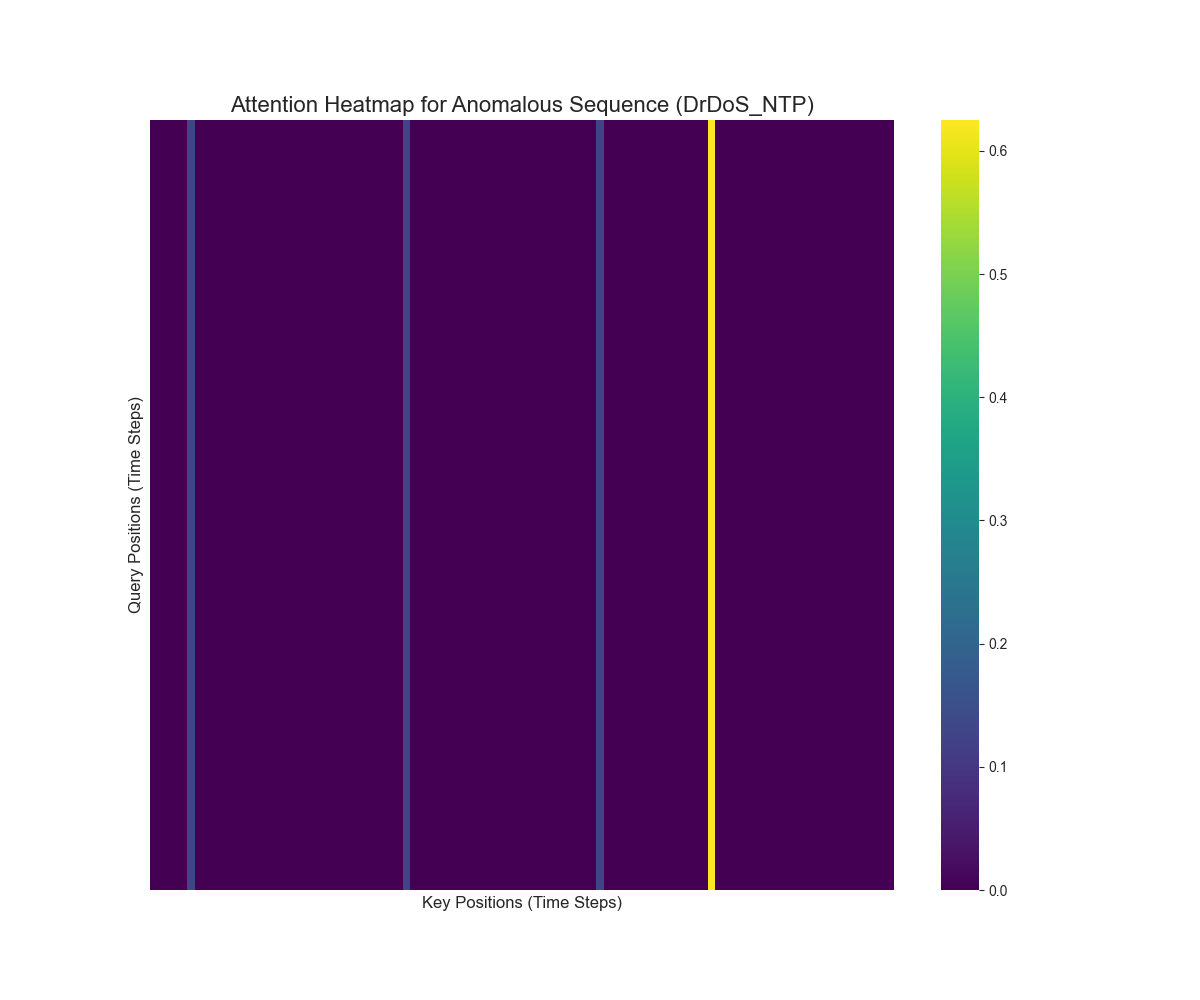 Attention Heatmap for Anomalous Sequence (DrDoS_NTP)
Query Positions (Time Steps)
Key Positions (Time Steps)
0.6
0.5
0.4
0.3
0.2
0.1
0.0